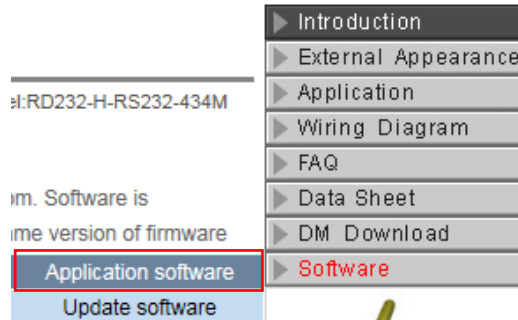 Introduction
External Appearance
el:RD232-H-RS232-434M
Application
Wiring Diagram
FAQ
om. Software is
Data Sheet
ame version of firmware
DM Download
Application software
Software
Update software